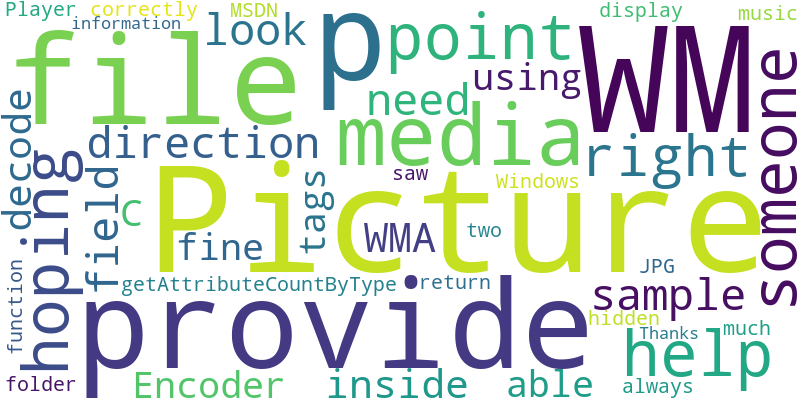 Player correctly MSDN display music
information
file look p point WM someone
using
need
decode direction media right
hoping field tags saw Windows
C Picture
fine WMA two
function getAttributeCountByType return JPG
provide sample
hidden
Thanks much
help
folder Encoder inside able always